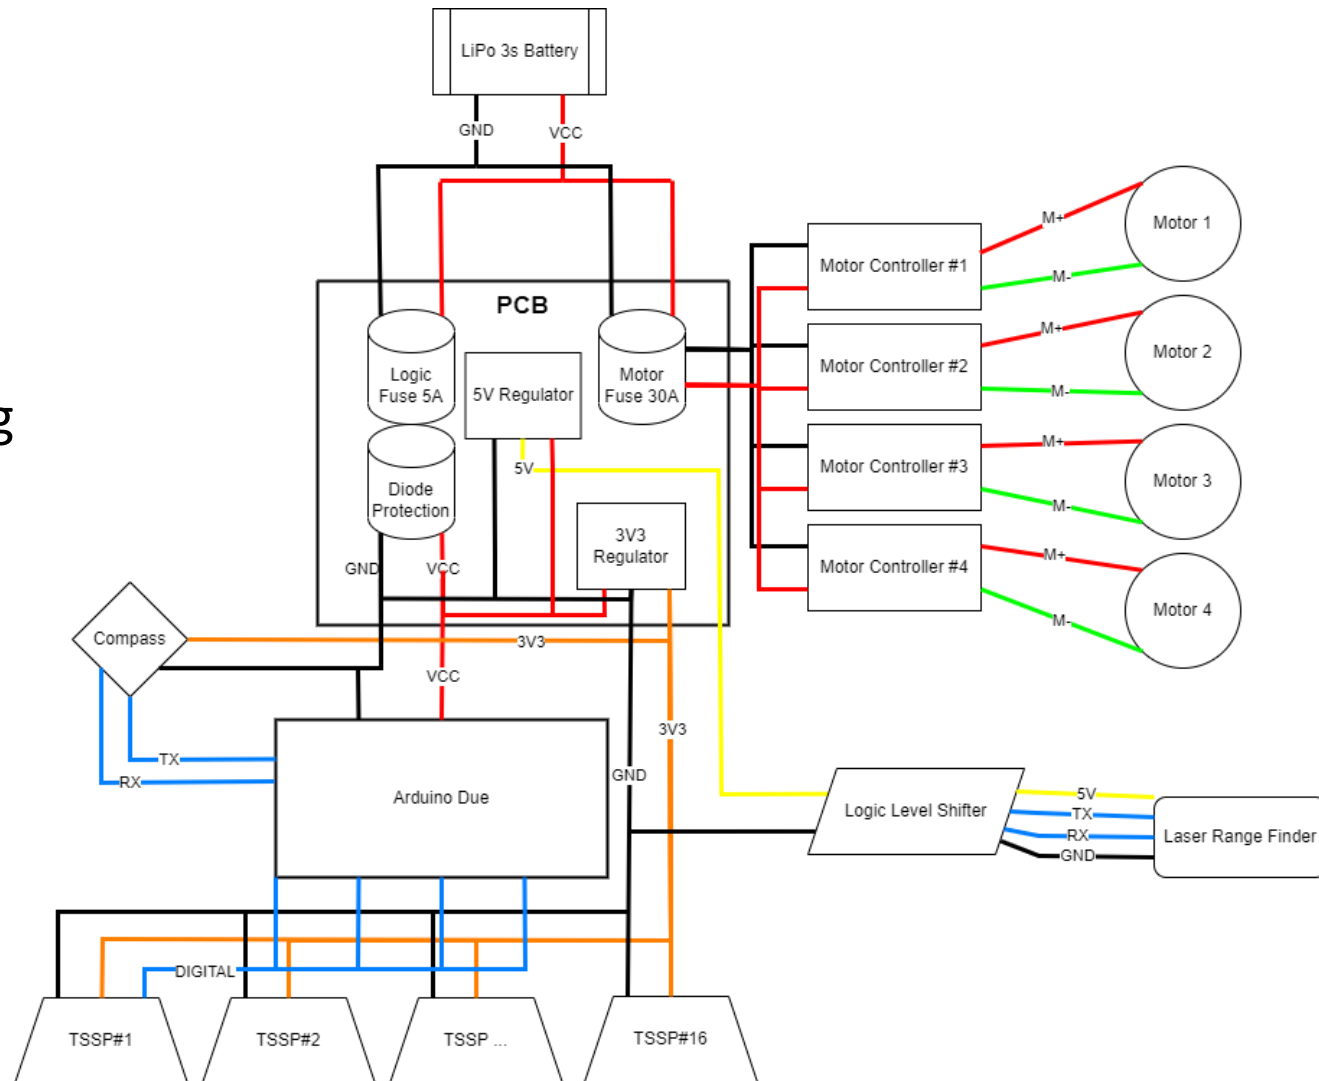 LiPo 3s Battery
GND
VCC
PCB
Logic
Fuse 5A
5V Regulator
Motor
Fuse 30A
Diode
Protection
5V
3V3
Regulator
GND
VCC
Motor Controller #1
Motor Controller #2
Motor Controller #3
Motor Controller #4
M+
M-
M+
M-
M+
M-
M+
M-
Motor 1
Motor 2
Motor 3
Motor 4
g
Compass
3V3
VCC
TX
RX
Arduino Due
GND
3V3
Logic Level Shifter
5V
TX
RX
GND
Laser Range Finder
DIGITAL
TSSP#1
TSSP#2
TSSP ...
TSSP#16